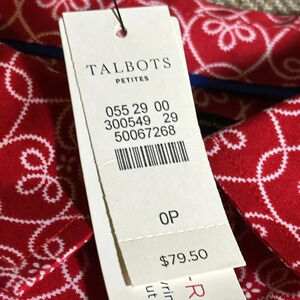 TALBOTS
PETITES
055 29 00
300549 29
50067268
0P
$79.50
-R